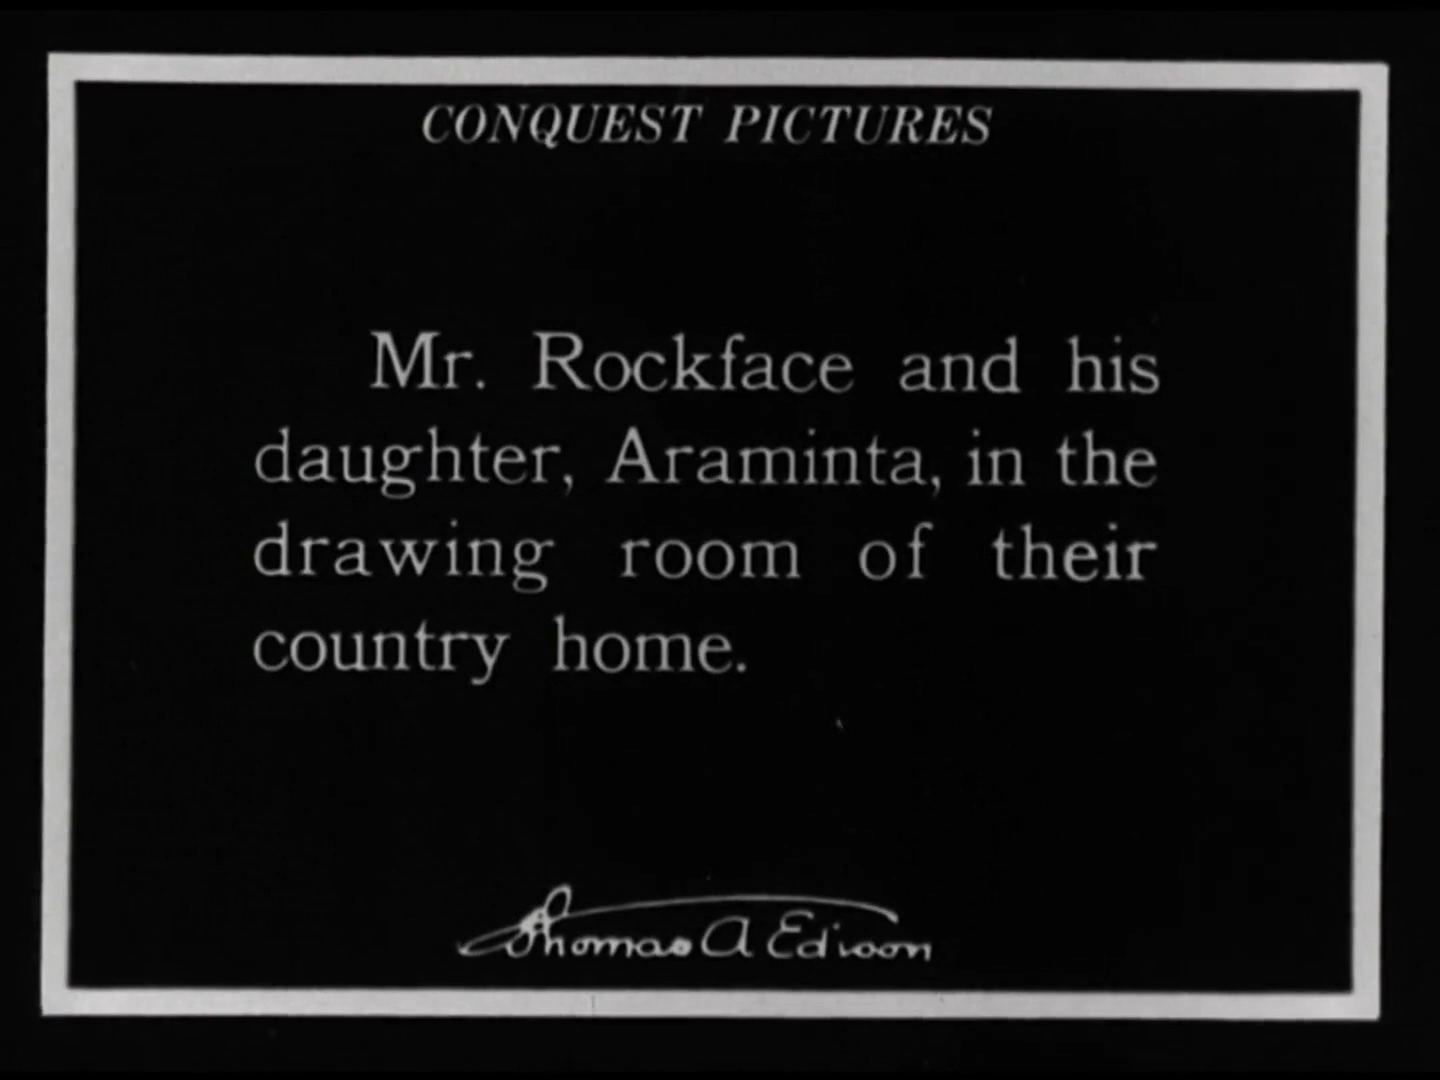 CONQUEST PICTURES
Mr. Rockface and his
daughter, Araminta, in the
drawing room of their
country home.
Thomas A Edison